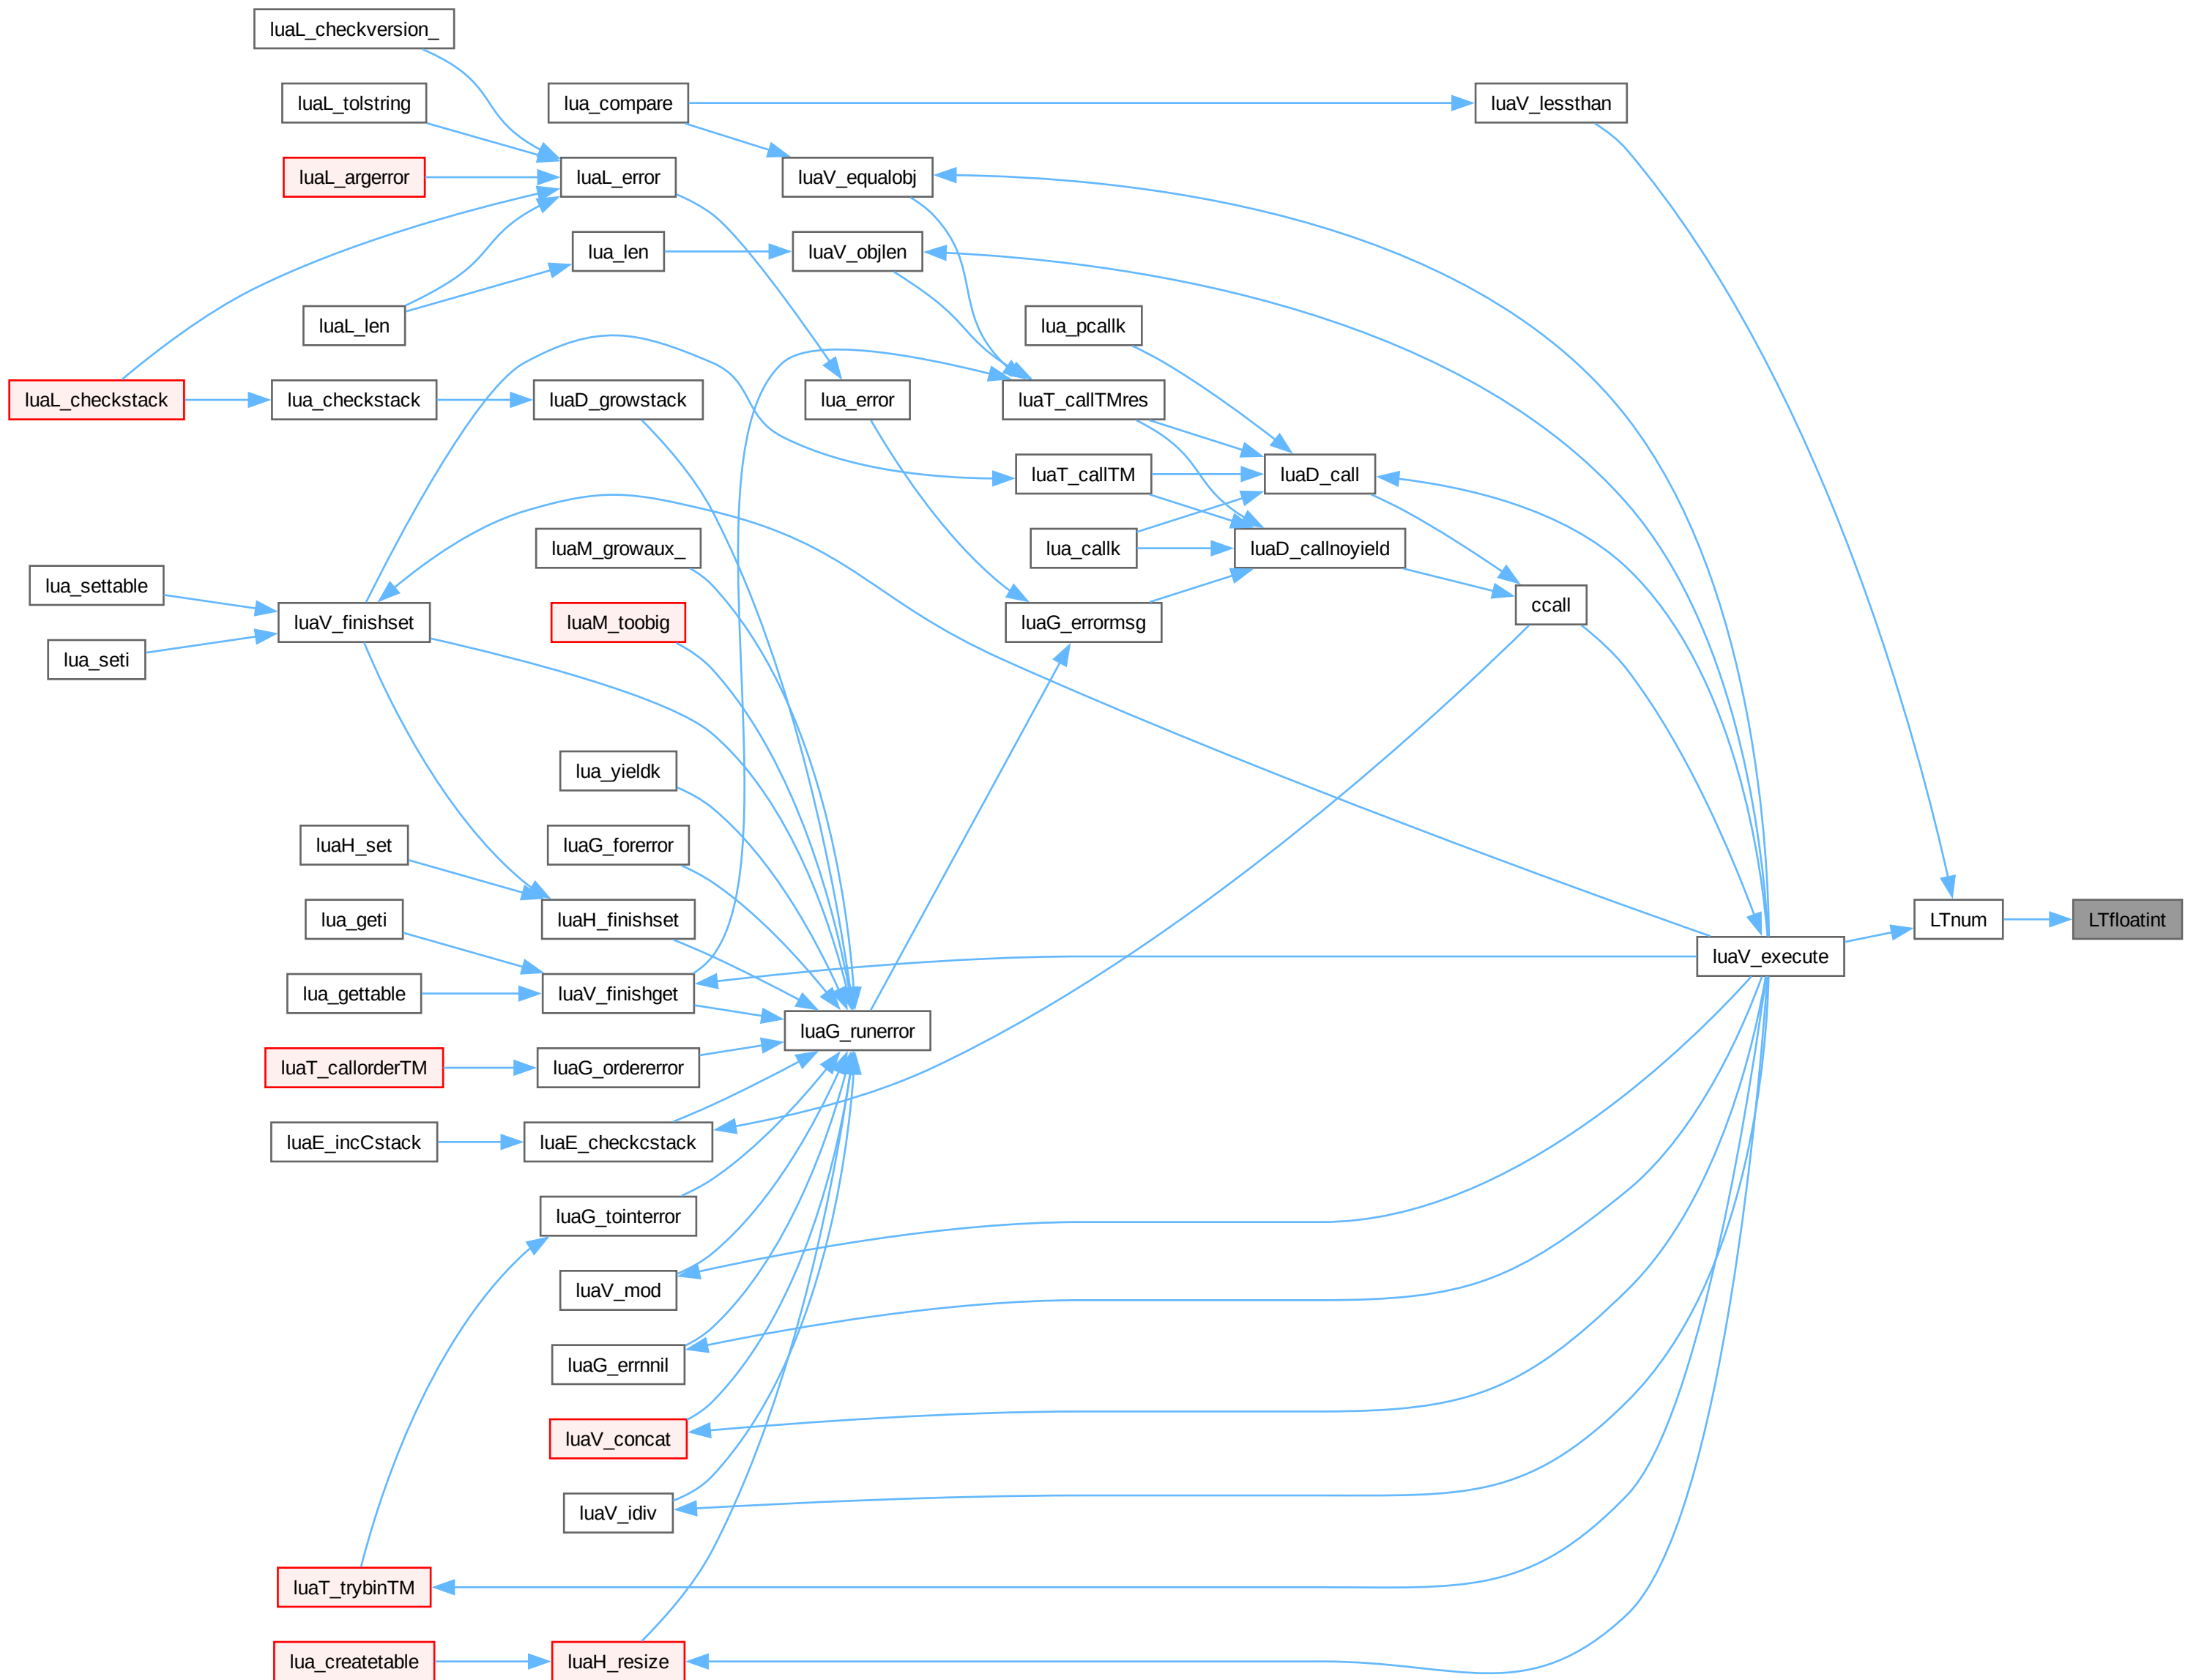 luaL_checkversion_
luaL_tolstring
lua_compare
luaV_lessthan
luaL_argerror
luaL_error
luaV_equalobj
lua_len
luaV_objlen
luaL_len
lua_pcallk
luaL_checkstack
lua_checkstack
luaD_growstack
lua_error
luaT_callTMres
luaT_callTM
luaD_call
luaM_growaux_
lua_callk
luaD_callnoyield
lua_settable
luaV_finishset
luaM_toobig
luaG_errormsg
ccall
lua_seti
lua_yieldk
luaH_set
luaG_forerror
lua_geti
luaH_finishset
LTnum
LTfloatint
luaV_execute
lua_gettable
luaV_finishget
luaG_runerror
luaT_callorderTM
luaG_ordererror
luaE_incCstack
luaE_checkcstack
luaG_tointerror
luaV_mod
luaG_errnnil
luaV_concat
luaV_idiv
luaT_trybinTM
lua_createtable
luaH_resize